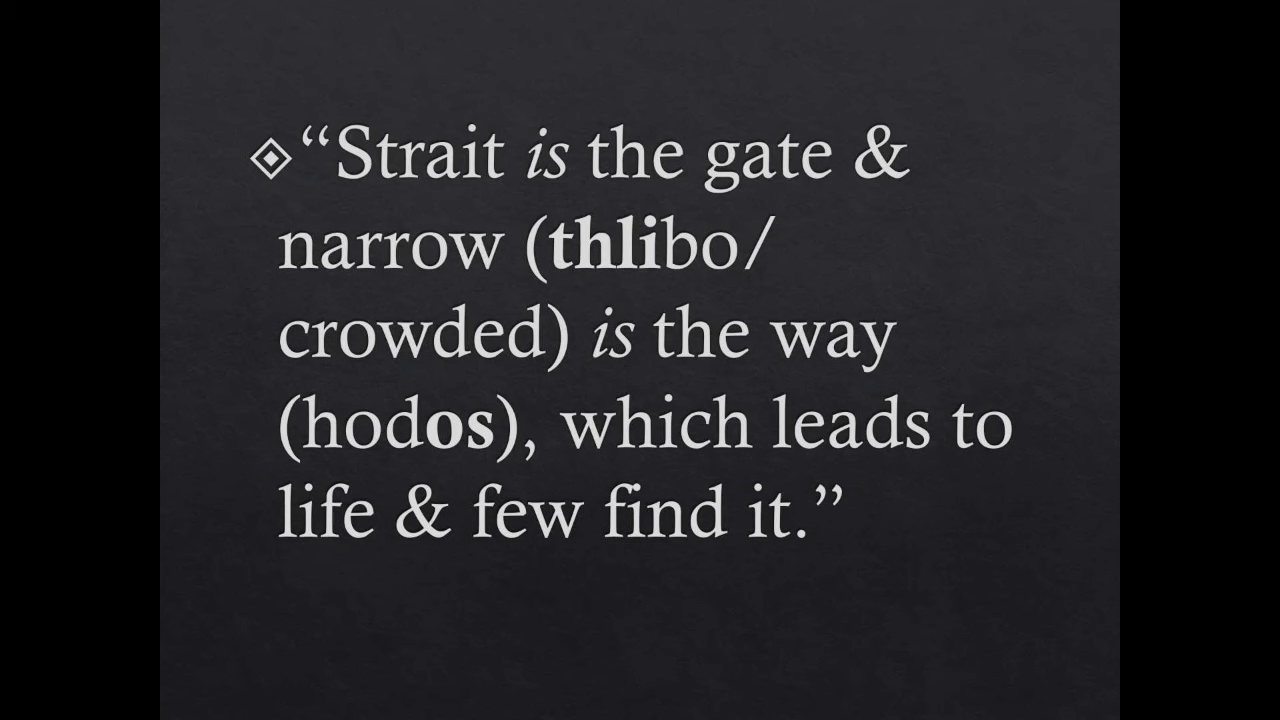 “Strait is the gate &
narrow (thlibo/
crowded) is the way
(hodos), which leads to
life & few find it.”